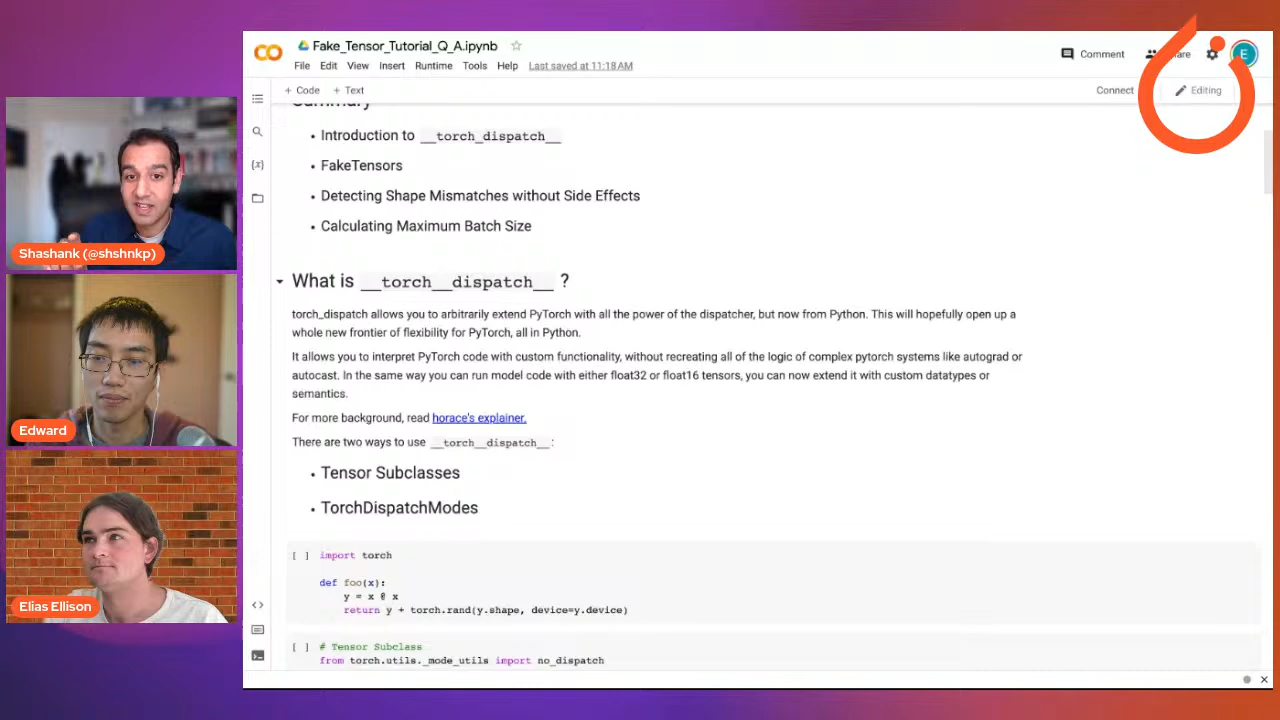 Fake_Tensor_Tutorial_Q_A.ipynb
File Edit View Insert Runtime Tools Help Last saved at 11:18 AM
Comment
E
+ Code + Text
Connect
Editing
Summary
Introduction to __torch_dispatch__
FakeTensors
Detecting Shape Mismatches without Side Effects
Calculating Maximum Batch Size
What is __torch__dispatch__ ?
torch_dispatch allows you to arbitrarily extend PyTorch with all the power of the dispatcher, but now from Python. This will hopefully open up a
whole new frontier of flexibility for PyTorch, all in Python.
It allows you to interpret PyTorch code with custom functionality, without recreating all of the logic of complex pytorch systems like autograd or
autocast. In the same way you can run model code with either float32 or float16 tensors, you can now extend it with custom datatypes or
semantics.
For more background, read horace's explainer.
There are two ways to use __torch__dispatch__:
Tensor Subclasses
TorchDispatchModes
[ ] import torch
def foo(x):
y = x @ x
return y + torch.rand(y.shape, device=y.device)
[ ] # Tensor Subclass
from torch.utils._mode_utils import no_dispatch
Shashank (@shshnkp)
Edward
Elias Ellison